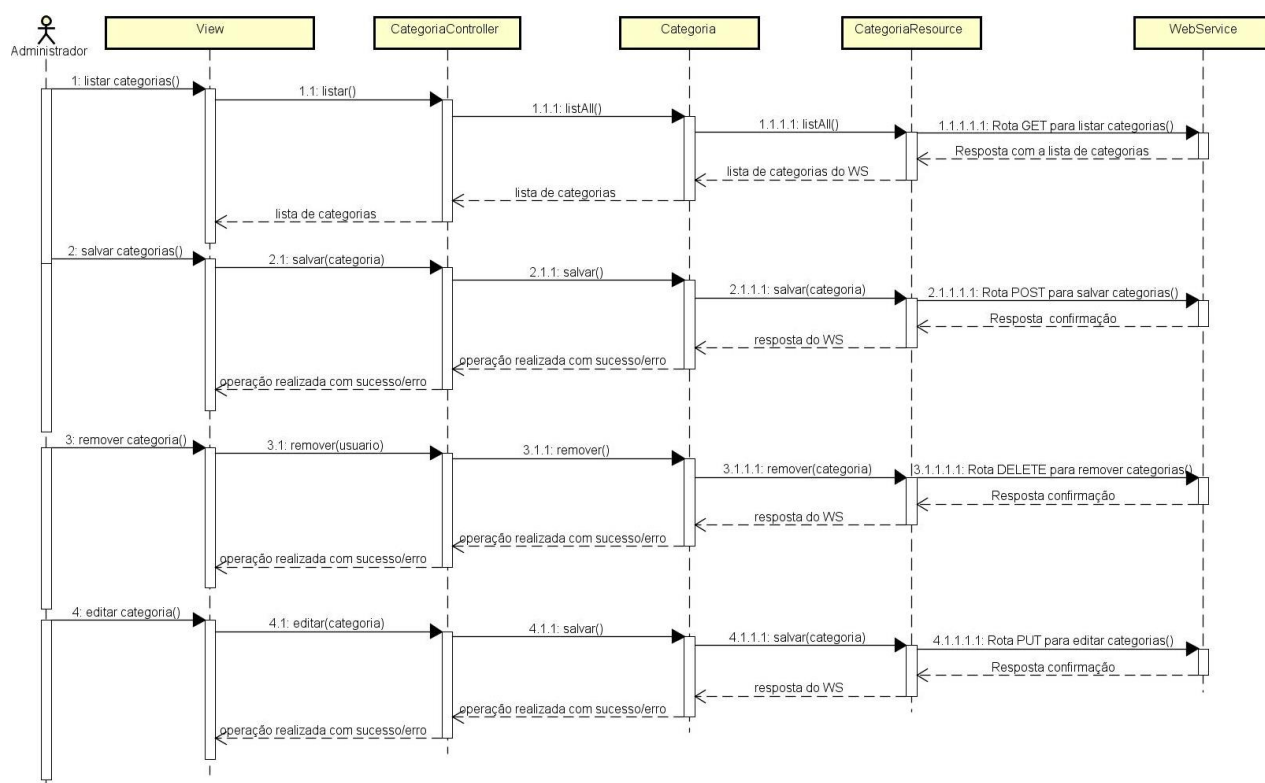 View
CategoriaController
Categoria
CategoriaResource
WebService
Administrador
1: listar categorias()
1.1: listar()
1.1.1: listAll()
1.1.1.1: listAll()
1.1.1.1.1: Rota GET para listar categorias()
Resposta com a lista de categorias
lista de categorias do WS
lista de categorias
lista de categorias
2: salvar categorias()
2.1: salvar(categoria)
2.1.1: salvar()
2.1.1.1: salvar(categoria)
2.1.1.1.1: Rota POST para salvar categorias()
Resposta confirmação
resposta do WS
operação realizada com sucesso/erro
operação realizada com sucesso/erro
3: remover categoria()
3.1: remover(usuario)
3.1.1: remover()
3.1.1.1: remover(categoria)
3.1.1.1.1: Rota DELETE para remover categorias()
Resposta confirmação
resposta do WS
operação realizada com sucesso/erro
operação realizada com sucesso/erro
4: editar categoria()
4.1: editar(categoria)
4.1.1: salvar()
4.1.1.1: salvar(categoria)
4.1.1.1.1: Rota PUT para editar categorias()
Resposta confirmação
resposta do WS
operação realizada com sucesso/erro
operação realizada com sucesso/erro